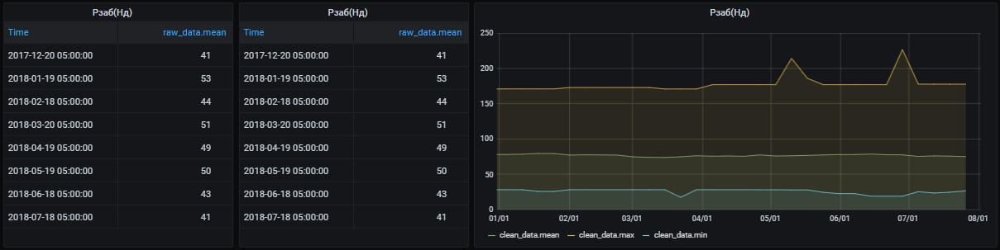 Рзаб(Нд)
Time raw_data.mean
2017-12-20 05:00:00 41
2018-01-19 05:00:00 53
2018-02-18 05:00:00 44
2018-03-20 05:00:00 51
2018-04-19 05:00:00 49
2018-05-19 05:00:00 50
2018-06-18 05:00:00 43
2018-07-18 05:00:00 41
Рзаб(Нд)
Time raw_data.mean
2017-12-20 05:00:00 41
2018-01-19 05:00:00 53
2018-02-18 05:00:00 44
2018-03-20 05:00:00 51
2018-04-19 05:00:00 49
2018-05-19 05:00:00 50
2018-06-18 05:00:00 43
2018-07-18 05:00:00 41
Рзаб(Нд)
250
200
150
100
50
0
01/01 02/01 03/01 04/01 05/01 06/01 07/01 08/01
clean_data.mean clean_data.max clean_data.min